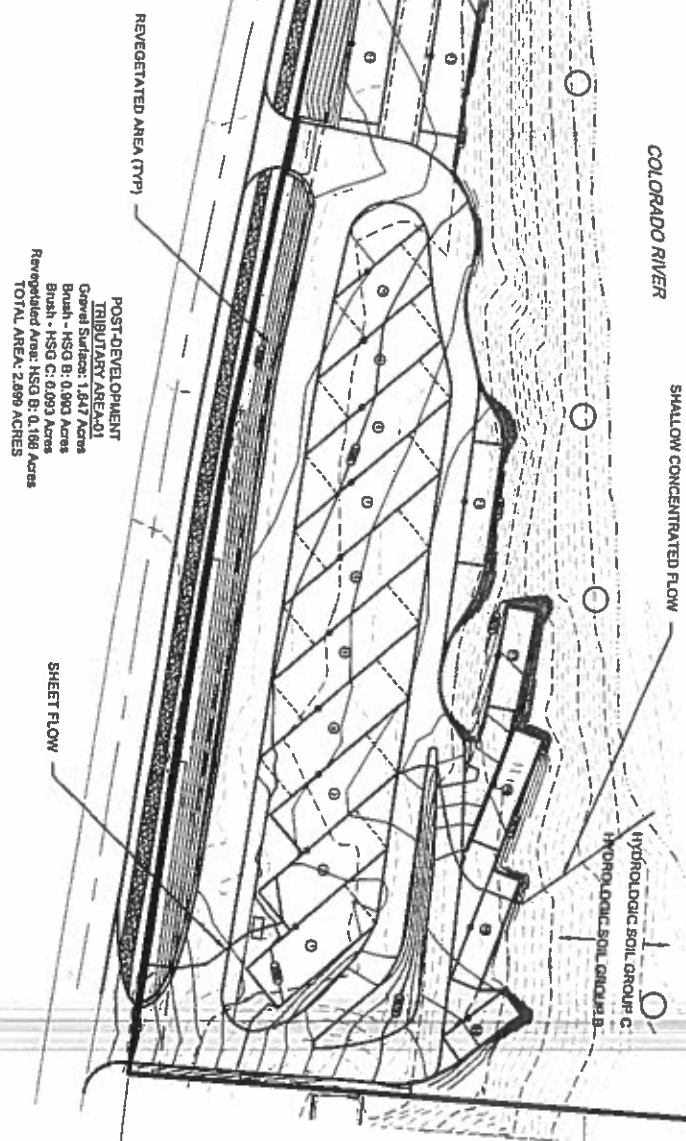 COLORADO RIVER
SHALLOW CONCENTRATED FLOW
REVEGETATED AREA (TYP)
POST-DEVELOPMENT
TRIBUTARY AREA-01
Gravel Surface: 1.647 Acres
Brush - HSG B: 0.993 Acres
Brush - HSG C: 0.093 Acres
Revegetated Area: HSG B: 0.166 Acres
TOTAL AREA: 2.899 ACRES
SHEET FLOW
HYDROLOGIC SOIL GROUP C
HYDROLOGIC SOIL GROUP B